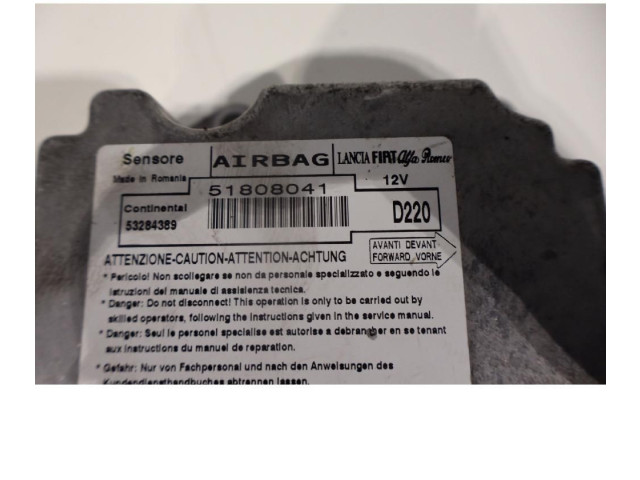 Sensore AIRBAG LANCIA FIAT Alfa Romeo
Made in Romania 51808041 12V
Continental
53284389 D220
ATTENZIONE-CAUTION-ATTENTION-ACHTUNG
AVANTI DEVANT
FORWARD, VORNE
* Pericolo! Non scollegare se non da personale specializzato e seguendo le
istruzioni del manuale di assistenza tecnica.
* Danger: Do not disconnect! This operation is only to be carried out by
skilled operators, following the instructions given in the service manual.
* Danger: Seul le personel specialise est autorise a debrancher en se tenant
aux instructions du manuel de reparation.
* Gefahr: Nur von Fachpersonal und nach den Anweisungen des
Kundendiensthandbuches abtrennen lassen.